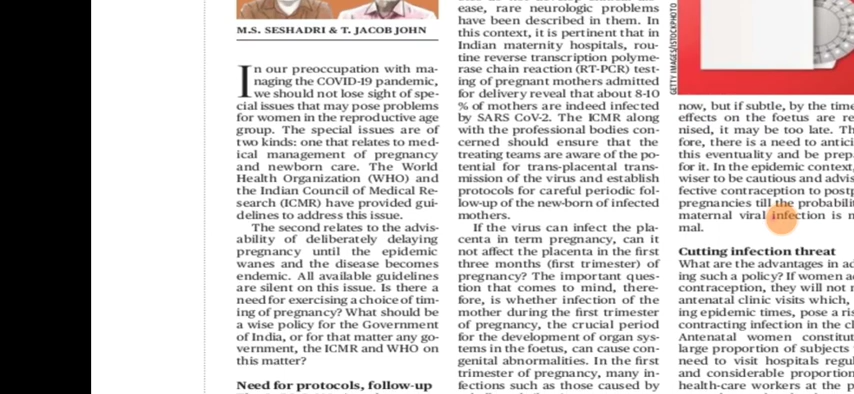 M.S. SESHADRI & T. JACOB JOHN
In our preoccupation with ma-
naging the COVID-19 pandemic,
we should not lose sight of spe-
cial issues that may pose problems
for women in the reproductive age
group. The special issues are of
two kinds: one that relates to med-
ical management of pregnancy
and newborn care. The World
Health Organization (WHO) and
the Indian Council of Medical Re-
search (ICMR) have provided gui-
delines to address this issue.
The second relates to the advis-
ability of deliberately delaying
pregnancy until the epidemic
wanes and the disease becomes
endemic. All available guidelines
are silent on this issue. Is there a
need for exercising a choice of tim-
ing of pregnancy? What should be
a wise policy for the Government
of India, or for that matter any go-
vernment, the ICMR and WHO on
this matter?
Need for protocols, follow-up
ease, rare neurologic problems
have been described in them. In
this context, it is pertinent that in
Indian maternity hospitals, rou-
tine reverse transcription polyme-
rase chain reaction (RT-PCR) test-
ing of pregnant mothers admitted
for delivery reveal that about 8-10
% of mothers are indeed infected
by SARS CoV-2. The ICMR along
with the professional bodies con-
cerned should ensure that the
treating teams are aware of the po-
tential for trans-placental trans-
mission of the virus and establish
protocols for careful periodic fol-
low-up of the new-born of infected
mothers.
If the virus can infect the pla-
centa in term pregnancy, can it
not affect the placenta in the first
three months (first trimester) of
pregnancy? The important ques-
tion that comes to mind, there-
fore, is whether infection of the
mother during the first trimester
of pregnancy, the crucial period
for the development of organ sys-
tems in the foetus, can cause con-
genital abnormalities. In the first
trimester of pregnancy, many in-
fections such as those caused by
GETTY IMAGES/ISTOCKPHOTO
now, but if subtle, by the time
effects on the foetus are re
nised, it may be too late. Th
fore, there is a need to antici
this eventuality and be prep
for it. In the epidemic context,
wiser to be cautious and advis
fective contraception to postp
pregnancies till the probabilit
maternal viral infection is m
mal.
Cutting infection threat
What are the advantages in ad
ing such a policy? If women a
contraception, they will not r
antenatal clinic visits which,
ing epidemic times, pose a ris
contracting infection in the cl
Antenatal women constitut
large proportion of subjects
need to visit hospitals regul
and considerable proportion
health-care workers at the p